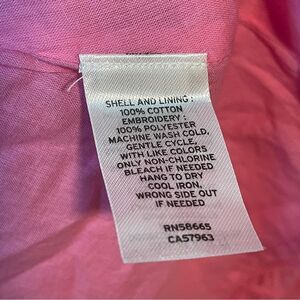 SHELL AND LINING :
100% COTTON
EMBROIDERY :
100% POLYESTER
MACHINE WASH COLD,
GENTLE CYCLE,
WITH LIKE COLORS
ONLY NON-CHLORINE
BLEACH IF NEEDED
HANG TO DRY
COOL IRON,
WRONG SIDE OUT
IF NEEDED
RN58665
CA57963